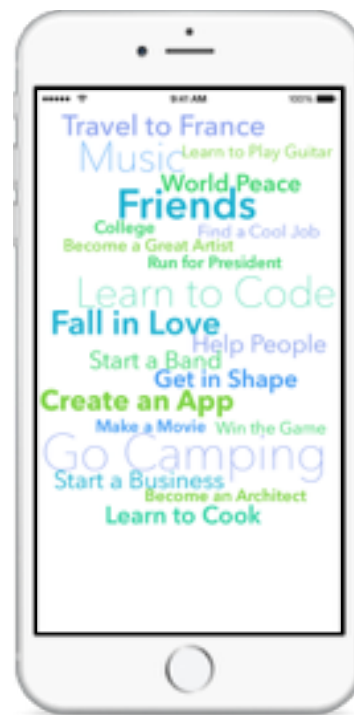 9:41 AM 100%
Travel to France
Music Learn to Play Guitar
World Peace
Friends
College Find a Cool Job
Become a Great Artist
Run for President
Learn to Code
Fall in Love
Help People
Start a Band
Get in Shape
Create an App
Make a Movie Win the Game
Go Camping
Start a Business
Become an Architect
Learn to Cook